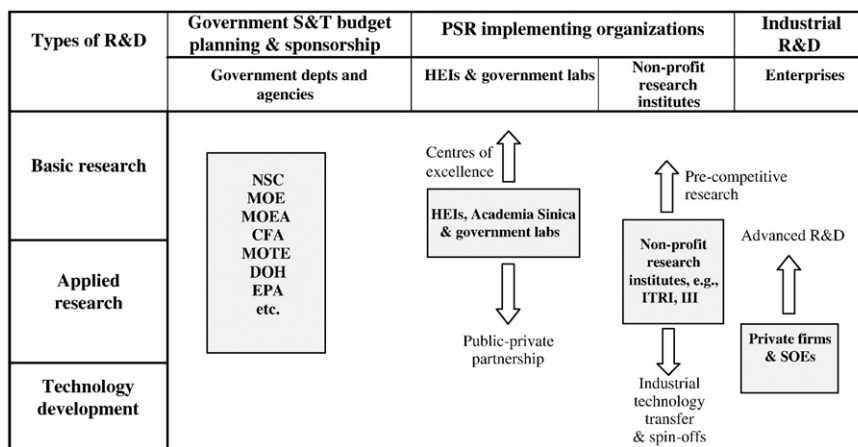 Types of R&D
Government S&T budget
planning & sponsorship
PSR implementing organizations
Industrial
R&D
Government depts and
agencies
HEIs & government labs
Non-profit
research
institutes
Enterprises
Basic research
Applied
research
Technology
development
NSC
MOE
MOEA
CFA
MOTE
DOH
EPA
etc.
Centres of
excellence
HEIs, Academia Sinica
& government labs
Public-private
partnership
Pre-competitive
research
Non-profit
research
institutes, e.g.,
ITRI, III
Industrial
technology
transfer
& spin-offs
Advanced R&D
Private firms
& SOEs